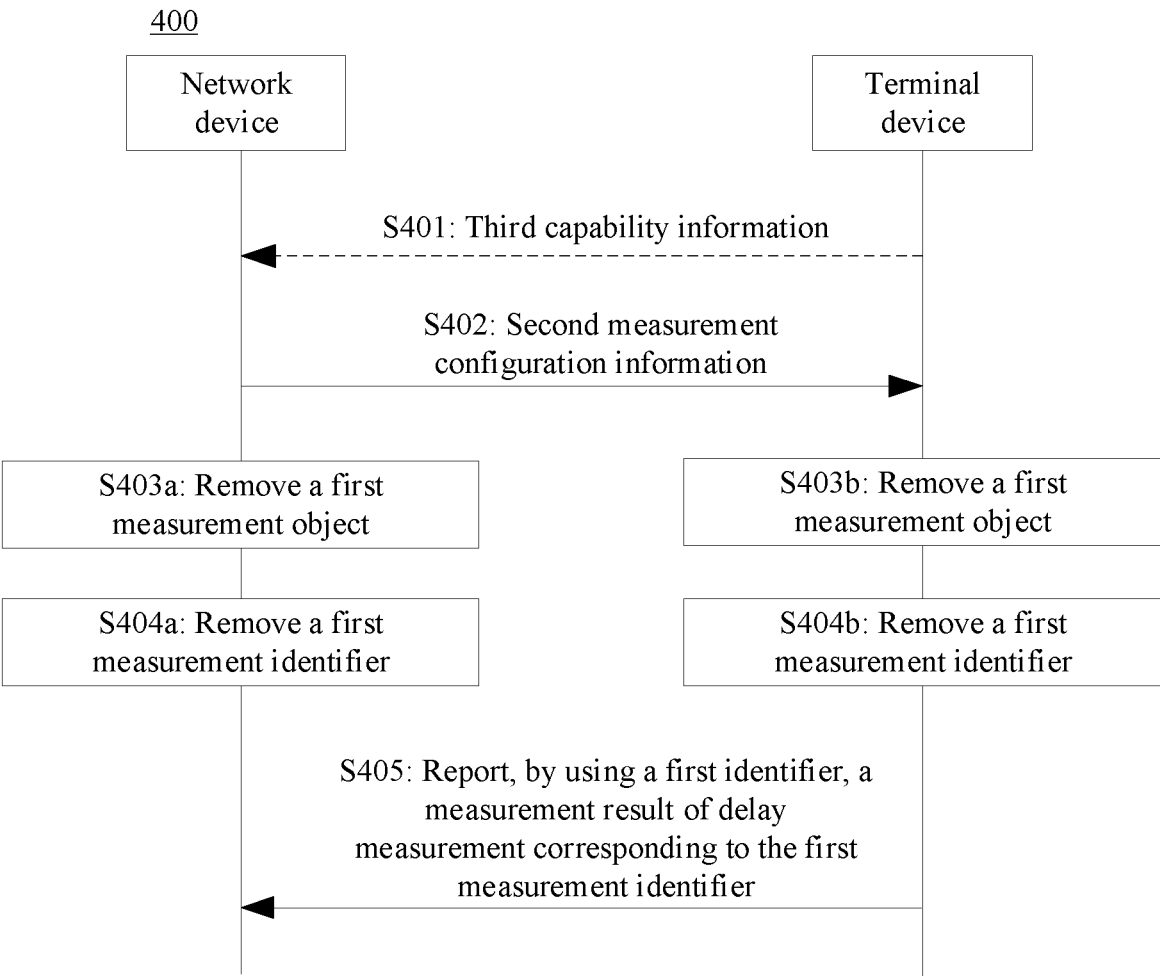 400
Network
device
Terminal
device
S401: Third capability information
S402: Second measurement
configuration information
S403a: Remove a first
measurement object
S403b: Remove a first
measurement object
S404a: Remove a first
measurement identifier
S404b: Remove a first
measurement identifier
S405: Report, by using a first identifier, a
measurement result of delay
measurement corresponding to the first
measurement identifier